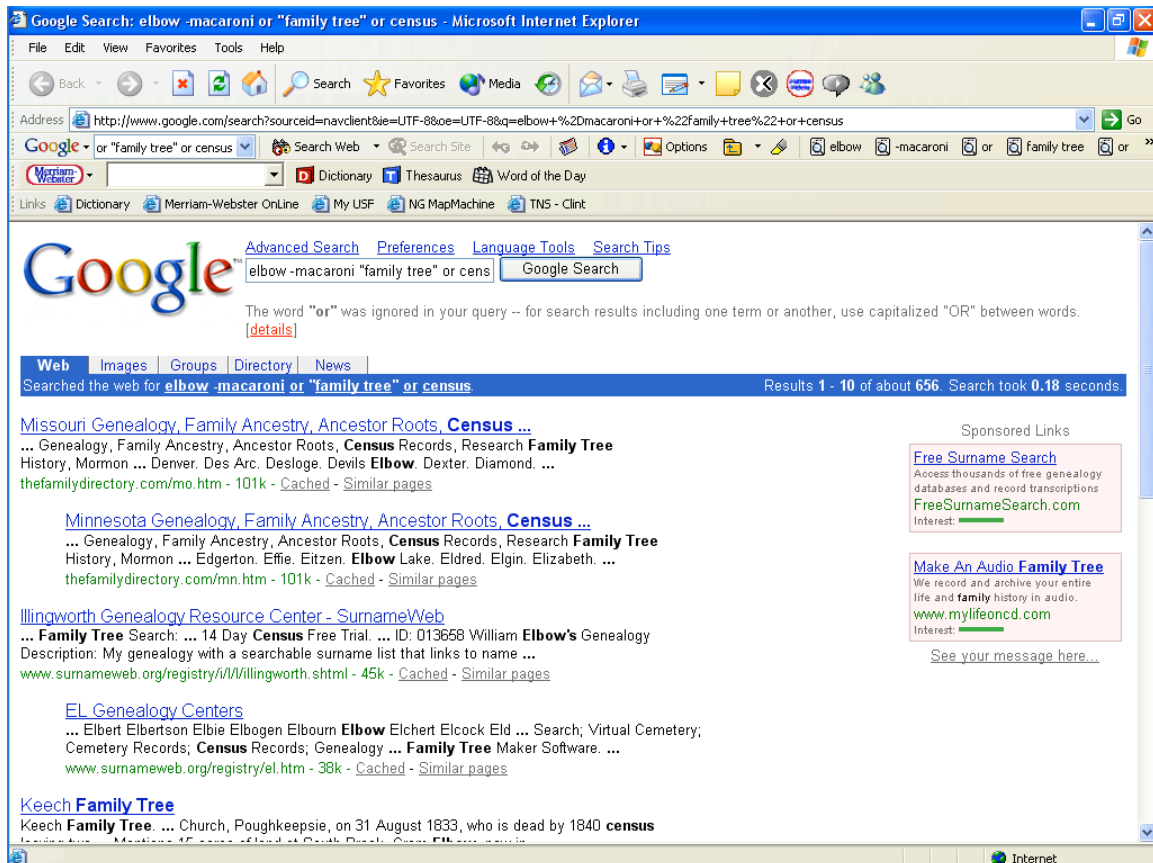 Google Search: elbow -macaroni or "family tree" or census - Microsoft Internet Explorer
File Edit View Favorites Tools Help
Back Search Favorites Media
Address http://www.google.com/search?sourceid=navclient&ie=UTF-8&oe=UTF-8&q=elbow+%2Dmacaroni+or+%22family+tree%22+or+census Go
Google or "family tree" or census Search Web Search Site Options elbow -macaroni or family tree or »
Merriam-Webster Dictionary Thesaurus Word of the Day
Links Dictionary Merriam-Webster OnLine My USF NG MapMachine TNS - Clint
Google™
Advanced Search Preferences Language Tools Search Tips
elbow -macaroni "family tree" or cens Google Search
The word "or" was ignored in your query -- for search results including one term or another, use capitalized "OR" between words.
[details]
Web Images Groups Directory News
Searched the web for elbow -macaroni or "family tree" or census. Results 1 - 10 of about 656. Search took 0.18 seconds.
Missouri Genealogy, Family Ancestry, Ancestor Roots, Census ...
... Genealogy, Family Ancestry, Ancestor Roots, Census Records, Research Family Tree
History, Mormon ... Denver. Des Arc. Desloge. Devils Elbow. Dexter. Diamond. ...
thefamilydirectory.com/mo.htm - 101k - Cached - Similar pages
Minnesota Genealogy, Family Ancestry, Ancestor Roots, Census ...
... Genealogy, Family Ancestry, Ancestor Roots, Census Records, Research Family Tree
History, Mormon ... Edgerton. Effie. Eitzen. Elbow Lake. Eldred. Elgin. Elizabeth. ...
thefamilydirectory.com/mn.htm - 101k - Cached - Similar pages
Illingworth Genealogy Resource Center - SurnameWeb
... Family Tree Search: ... 14 Day Census Free Trial. ... ID: 013658 William Elbow's Genealogy
Description: My genealogy with a searchable surname list that links to name ...
www.surnameweb.org/registry/i/l/l/illingworth.shtml - 45k - Cached - Similar pages
EL Genealogy Centers
... Elbert Elbertson Elbie Elbogen Elbourn Elbow Elchert Elcock Eld ... Search; Virtual Cemetery;
Cemetery Records; Census Records; Genealogy ... Family Tree Maker Software. ...
www.surnameweb.org/registry/el.htm - 38k - Cached - Similar pages
Keech Family Tree
Keech Family Tree. ... Church, Poughkeepsie, on 31 August 1833, who is dead by 1840 census
Sponsored Links
Free Surname Search
Access thousands of free genealogy
databases and record transcriptions
FreeSurnameSearch.com
Interest:
Make An Audio Family Tree
We record and archive your entire
life and family history in audio.
www.mylifeoncd.com
Interest:
See your message here...
Internet